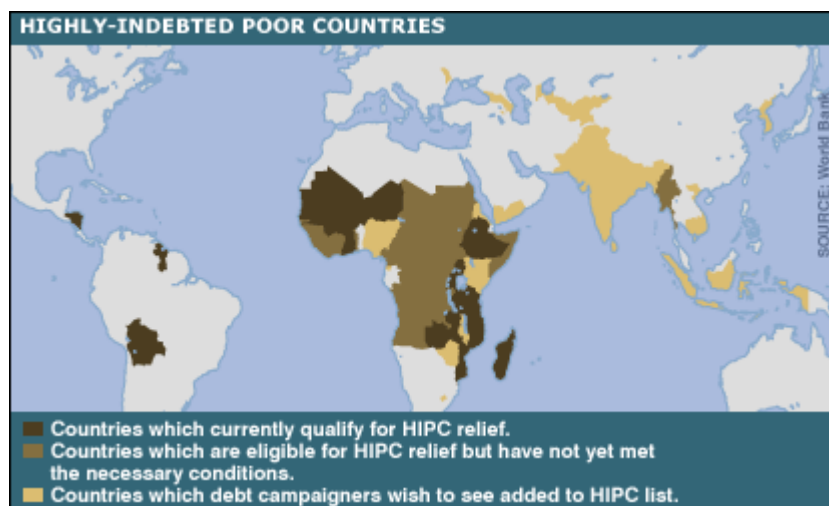 HIGHLY-INDEBTED POOR COUNTRIES
SOURCE: World Bank
Countries which currently qualify for HIPC relief.
Countries which are eligible for HIPC relief but have not yet met
the necessary conditions.
Countries which debt campaigners wish to see added to HIPC list.